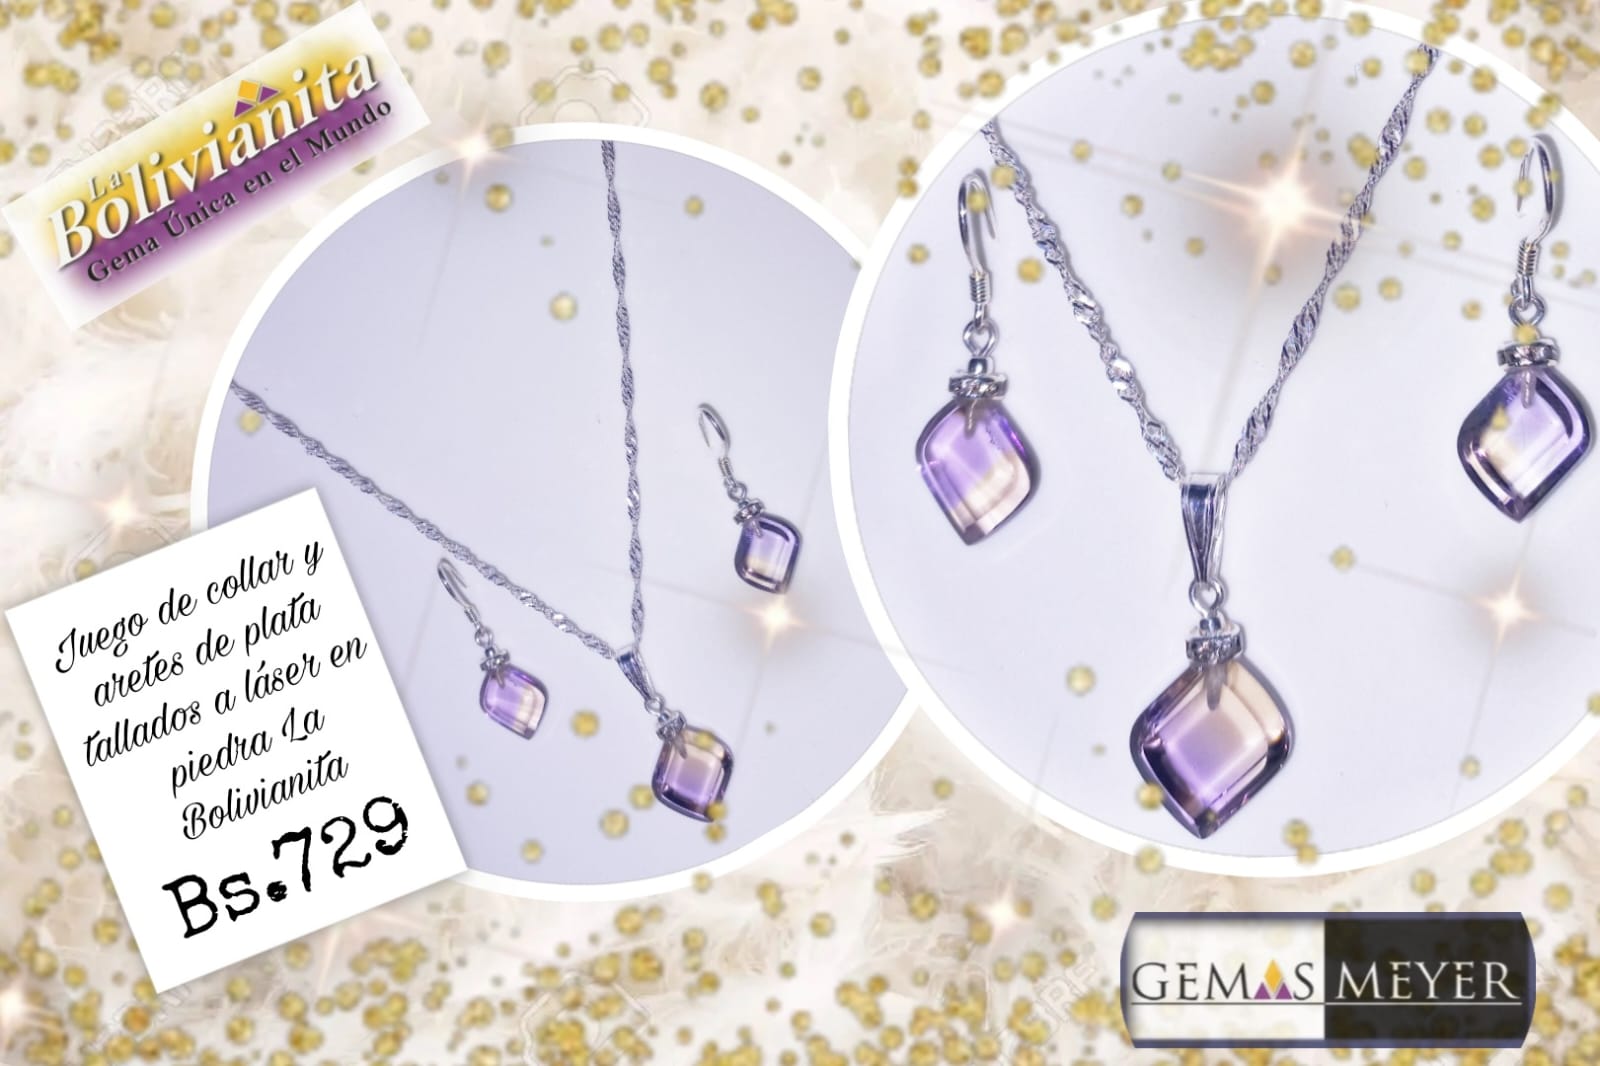 La
Bolivianita
Gema Única en el Mundo
Juego de collar y
aretes de plata
tallados a láser en
piedra La
Bolivianita
Bs.729
GEMAS MEYER